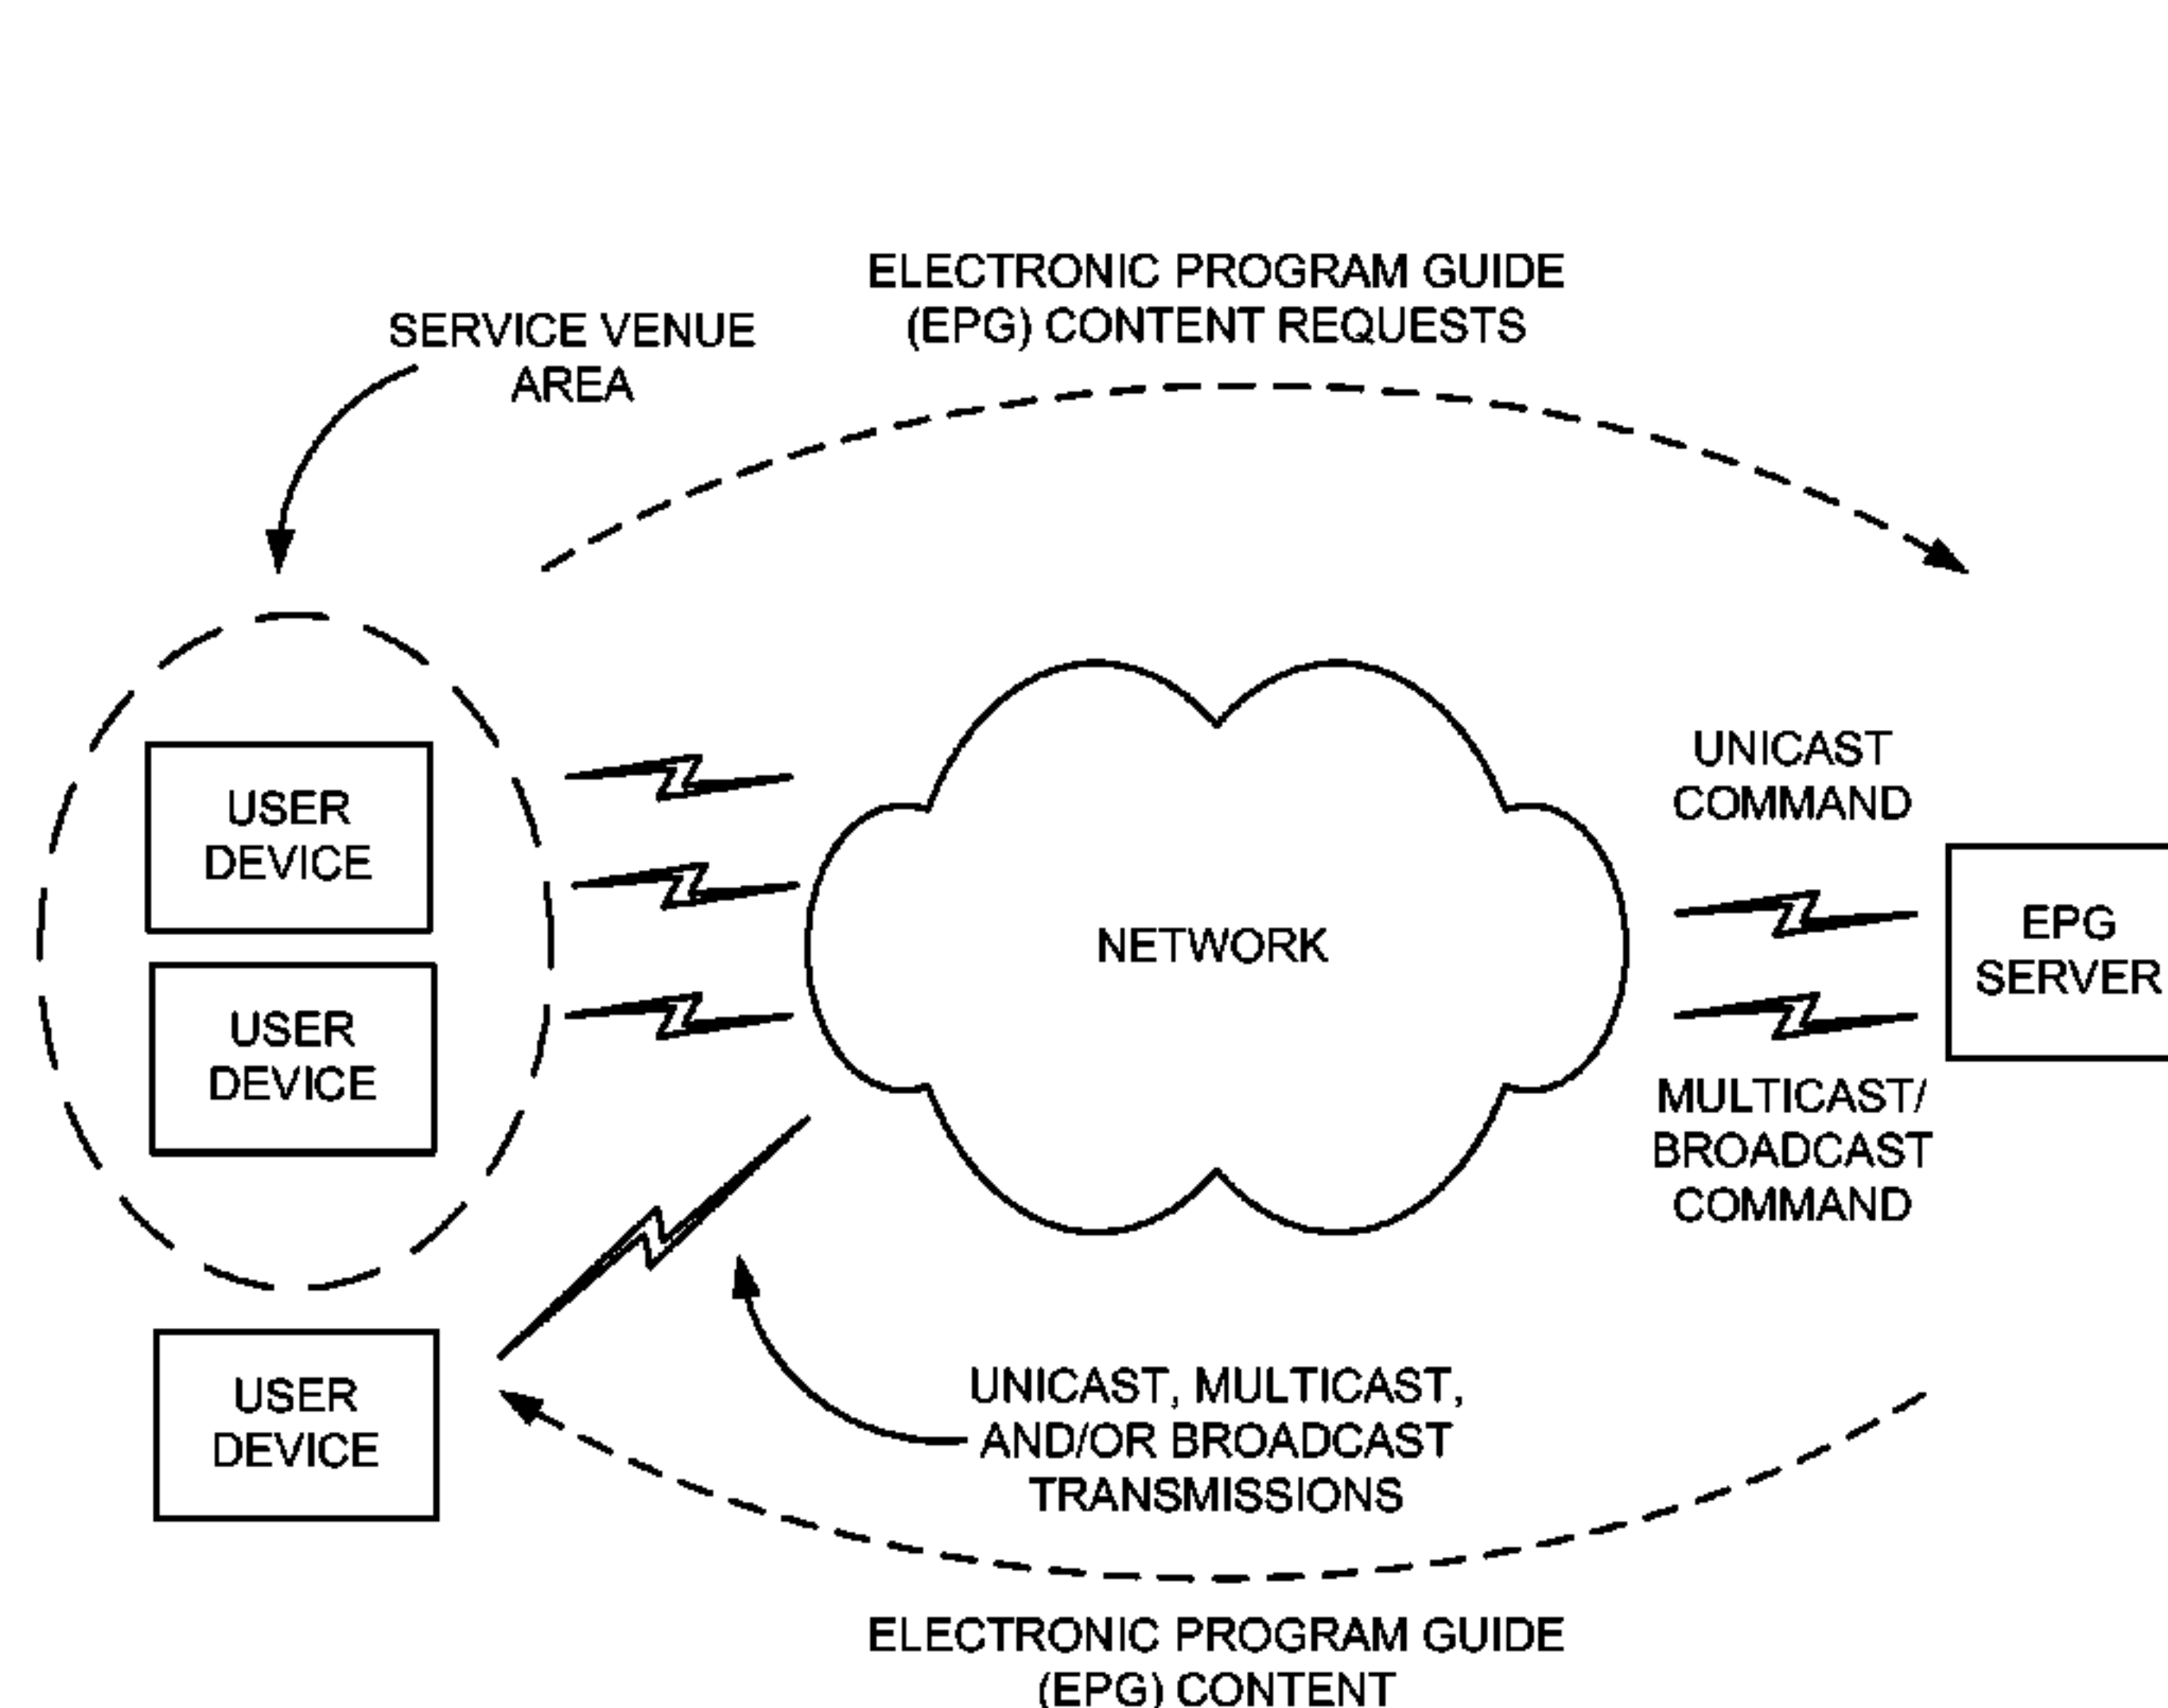 ELECTRONIC PROGRAM GUIDE
(EPG) CONTENT REQUESTS
SERVICE VENUE
AREA
USER
DEVICE
USER
DEVICE
USER
DEVICE
NETWORK
UNICAST
COMMAND
EPG
SERVER
MULTICAST/
BROADCAST
COMMAND
UNICAST, MULTICAST,
AND/OR BROADCAST
TRANSMISSIONS
ELECTRONIC PROGRAM GUIDE
(EPG) CONTENT